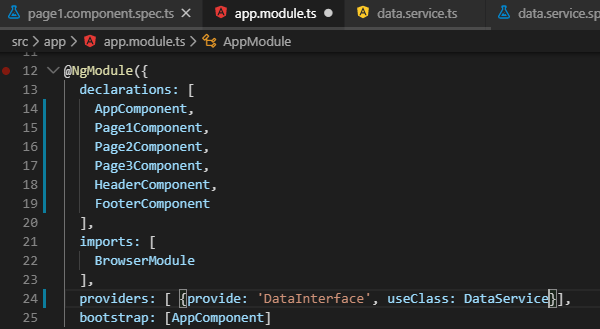 page1.component.spec.ts app.module.ts data.service.ts data.service.sp
src > app > app.module.ts > AppModule
11
12 @NgModule({
13 declarations: [
14 AppComponent,
15 Page1Component,
16 Page2Component,
17 Page3Component,
18 HeaderComponent,
19 FooterComponent
20 ],
21 imports: [
22 BrowserModule
23 ],
24 providers: [ {provide: 'DataInterface', useClass: DataService}],
25 bootstrap: [AppComponent]